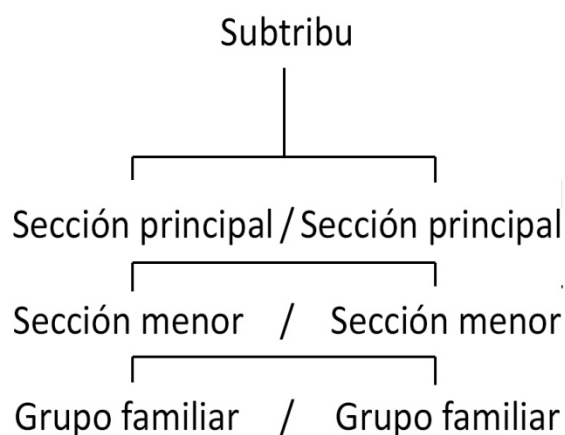 Subtribu
Sección principal / Sección principal
Sección menor / Sección menor
Grupo familiar / Grupo familiar